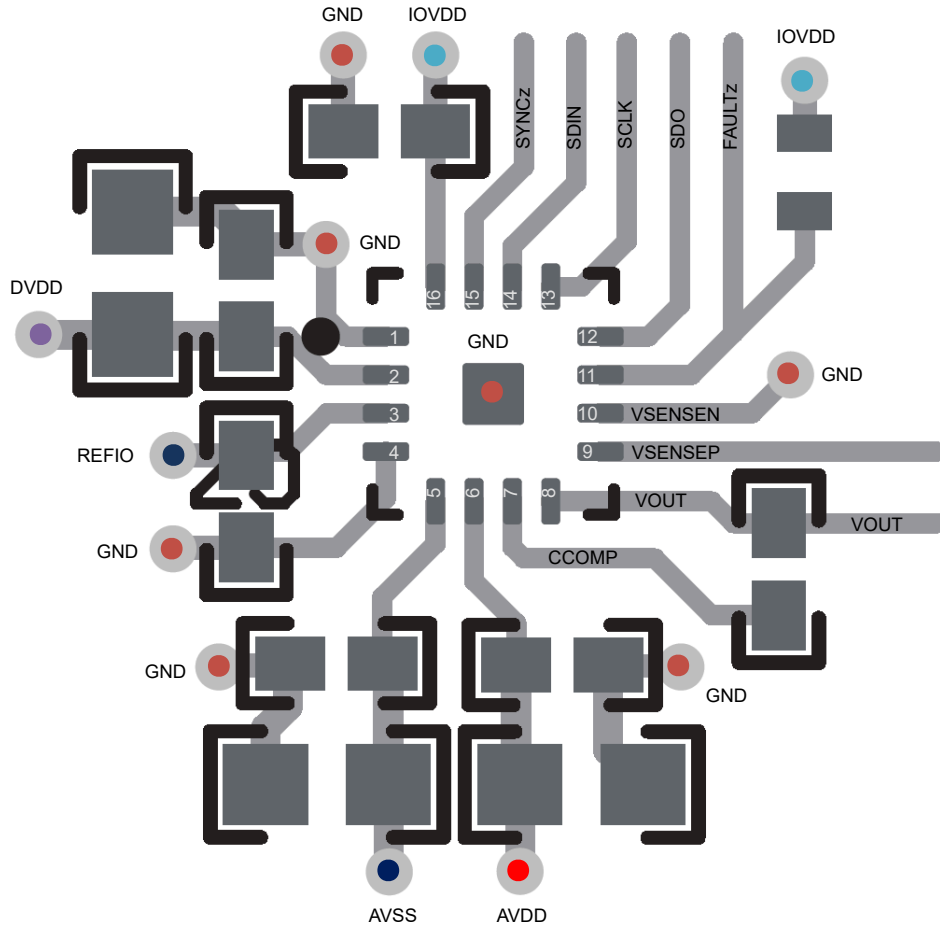 GND
IOVDD
IOVDD
SYNCz
SDIN
SCLK
SDO
FAULTz
GND
DVDD
16
15
14
13
1
12
GND
2
11
GND
3
10
VSENSEN
REFIO
4
9
VSENSEP
5
6
7
8
VOUT
VOUT
GND
CCOMP
GND
GND
AVSS
AVDD